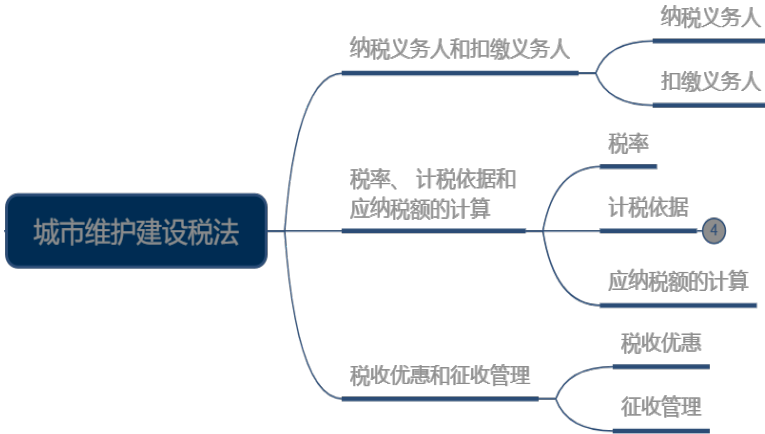 城市维护建设税法
纳税义务人和扣缴义务人
纳税义务人
扣缴义务人
税率、 计税依据和
应纳税额的计算
税率
计税依据
4
应纳税额的计算
税收优惠和征收管理
税收优惠
征收管理